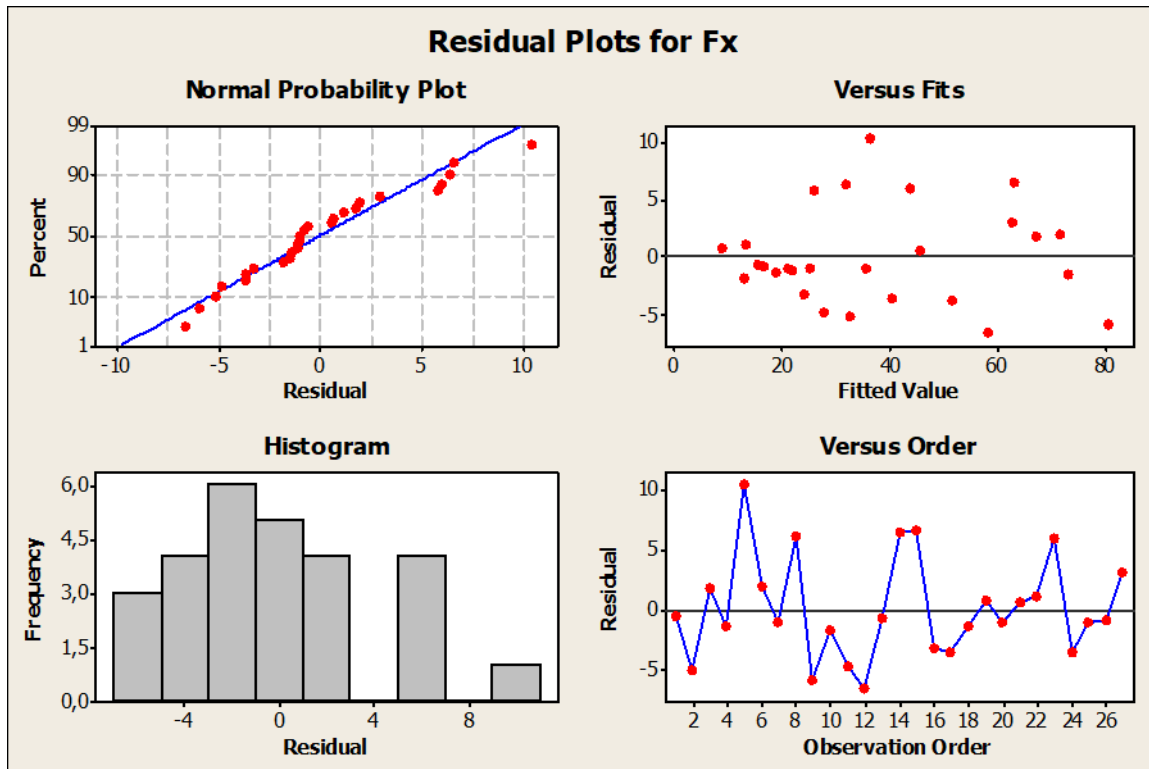 Residual Plots for Fx
Normal Probability Plot
99
90
50
10
1
Percent
-10 -5 0 5 10
Residual
Versus Fits
10
5
0
-5
Residual
0 20 40 60 80
Fitted Value
Histogram
6,0
4,5
3,0
1,5
0,0
Frequency
-4 0 4 8
Residual
Versus Order
10
5
0
-5
Residual
2 4 6 8 10 12 14 16 18 20 22 24 26
Observation Order